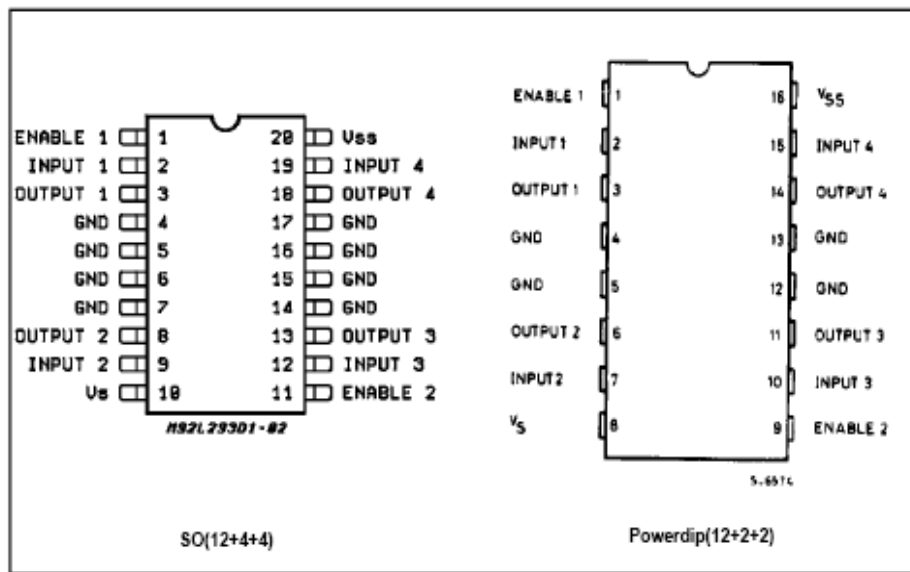 ENABLE 1 1 20 Vss
INPUT 1 2 19 INPUT 4
OUTPUT 1 3 18 OUTPUT 4
GND 4 17 GND
GND 5 16 GND
GND 6 15 GND
GND 7 14 GND
OUTPUT 2 8 13 OUTPUT 3
INPUT 2 9 12 INPUT 3
Vs 10 11 ENABLE 2
M92L293D1-02
SO(12+4+4)
ENABLE 1 1 16 VSS
INPUT 1 2 15 INPUT 4
OUTPUT 1 3 14 OUTPUT 4
GND 4 13 GND
GND 5 12 GND
OUTPUT 2 6 11 OUTPUT 3
INPUT 2 7 10 INPUT 3
VS 8 9 ENABLE 2
5.6574
Powerdip(12+2+2)